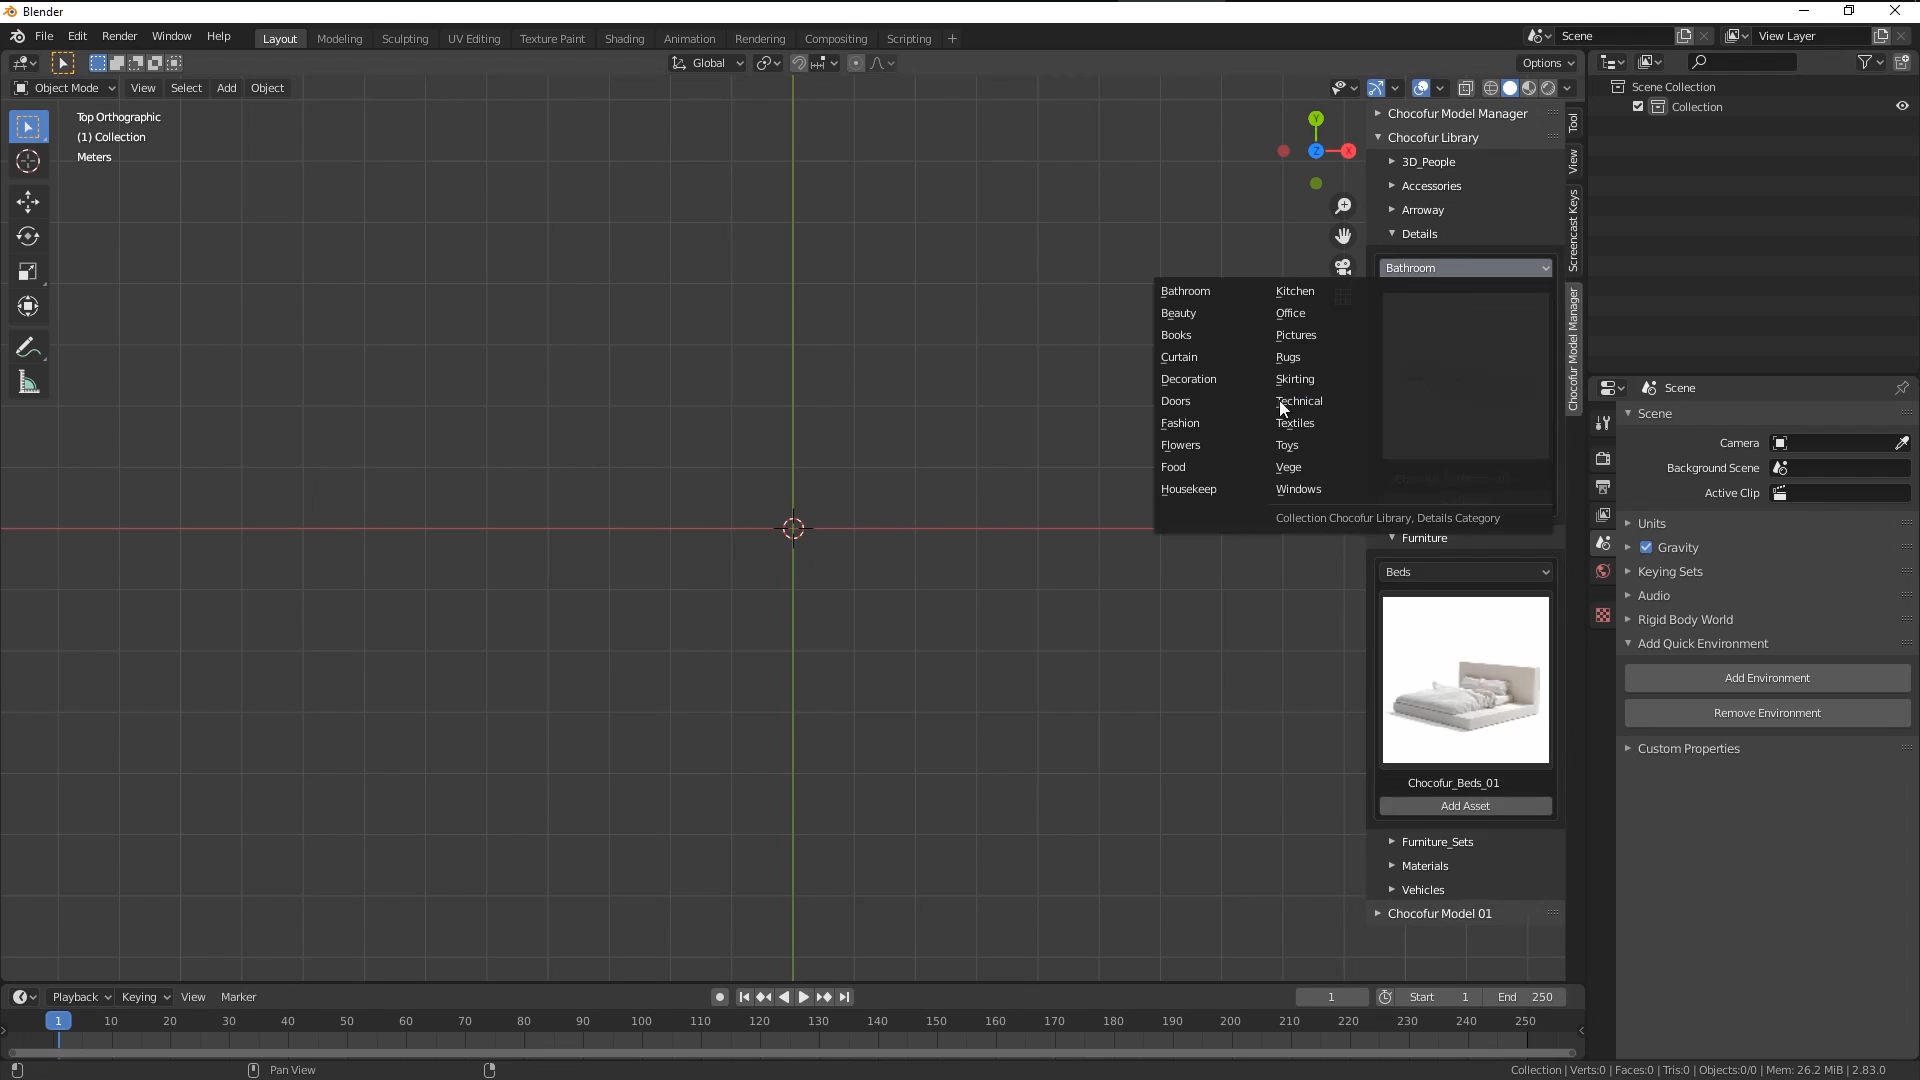 Blender
File Edit Render Window Help Layout Modeling Sculpting UV Editing Texture Paint Shading Animation Rendering Compositing Scripting + Scene View Layer
Global Options
Object Mode View Select Add Object
Top Orthographic
(1) Collection
Meters
Y
Z
X
Chocofur Model Manager
Chocofur Library
3D_People
Accessories
Arroway
Details
Bathroom
Bathroom Kitchen
Beauty Office
Books Pictures
Curtain Rugs
Decoration Skirting
Doors Technical
Fashion Textiles
Flowers Toys
Food Vege
Housekeep Windows
Collection Chocofur Library, Details Category
Furniture
Beds
Chocofur_Beds_01
Add Asset
Furniture_Sets
Materials
Vehicles
Chocofur Model 01
Tool
View
Screencast Keys
Chocofur Model Manager
Scene Collection
Collection
Scene
Scene
Camera
Background Scene
Active Clip
Units
Gravity
Keying Sets
Audio
Rigid Body World
Add Quick Environment
Add Environment
Remove Environment
Custom Properties
Playback Keying View Marker 1 Start 1 End 250
1 10 20 30 40 50 60 70 80 90 100 110 120 130 140 150 160 170 180 190 200 210 220 230 240 250
Pan View Collection | Verts:0 | Faces:0 | Tris:0 | Objects:0/0 | Mem: 26.2 MiB | 2.83.0